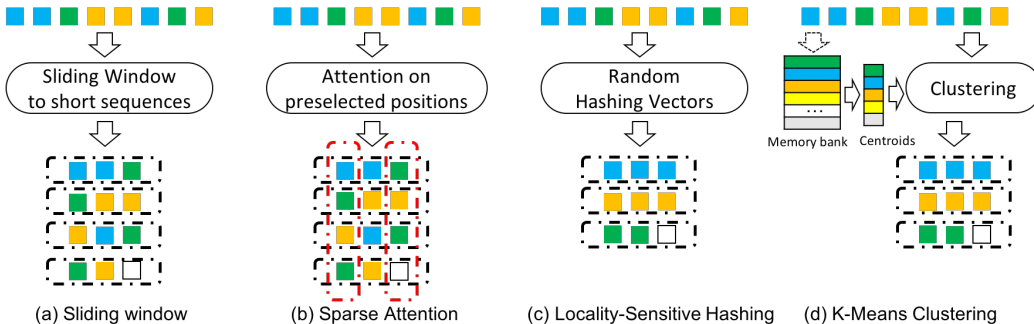 Sliding Window
to short sequences
Attention on
preselected positions
Random
Hashing Vectors
Clustering
...
Memory bank
Centroids
(a) Sliding window
(b) Sparse Attention
(c) Locality-Sensitive Hashing
(d) K-Means Clustering